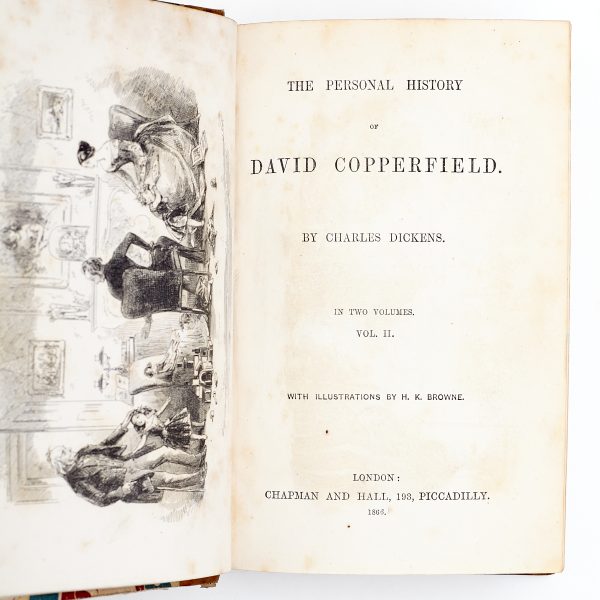 THE PERSONAL HISTORY
OF
DAVID COPPERFIELD.
BY CHARLES DICKENS.
IN TWO VOLUMES.
VOL. II.
WITH ILLUSTRATIONS BY H. K. BROWNE.
LONDON:
CHAPMAN AND HALL, 193, PICCADILLY.
1866.